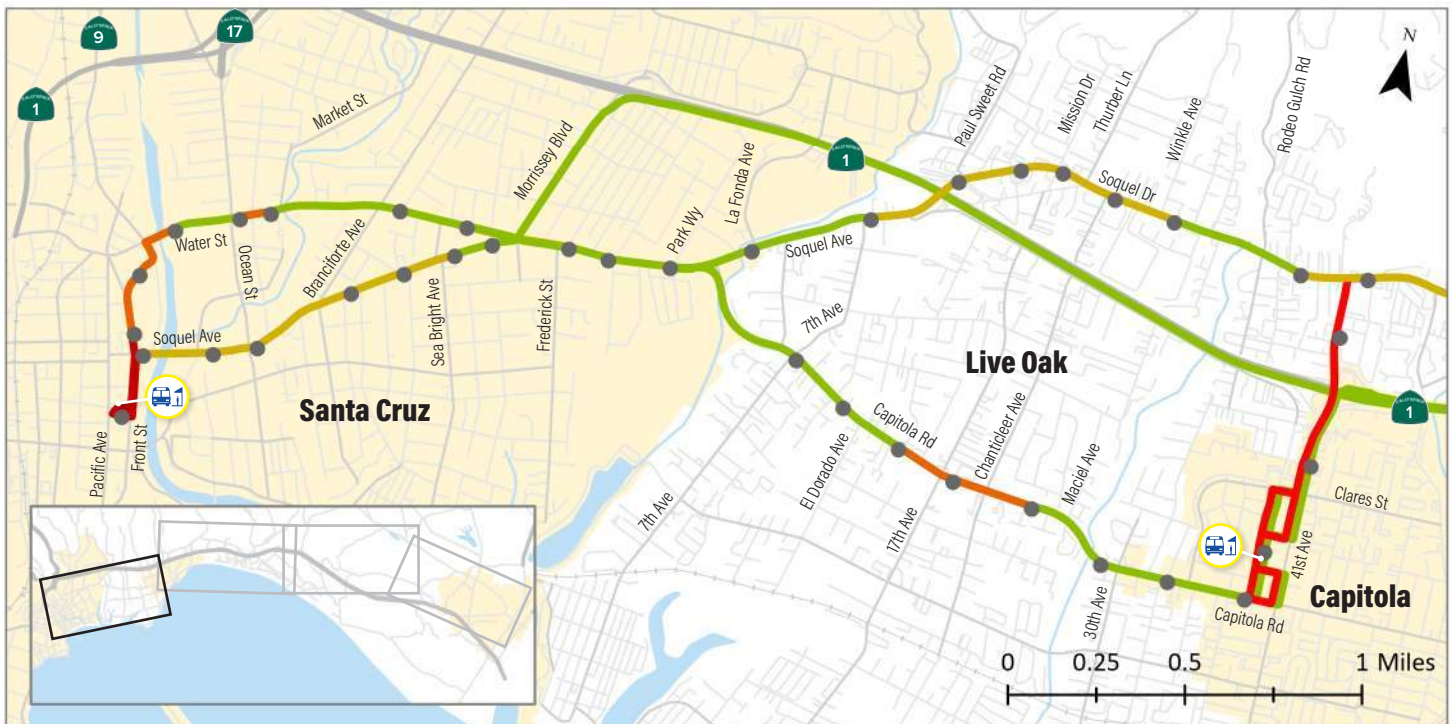 9
17
N
1
Market St
Morrissey Blvd
La Fonda Ave
1
Paul Sweet Rd
Mission Dr
Thurber Ln
Winkle Ave
Rodeo Gulch Rd
Soquel Dr
Water St
Ocean St
Branciforte Ave
Park Wy
Soquel Ave
Soquel Ave
Sea Bright Ave
Frederick St
7th Ave
Live Oak
Santa Cruz
1
Pacific Ave
Front St
Capitola Rd
El Dorado Ave
Chanticleer Ave
Maciel Ave
Clares St
7th Ave
17th Ave
41st Ave
30th Ave
Capitola Rd
Capitola
0 0.25 0.5 1 Miles